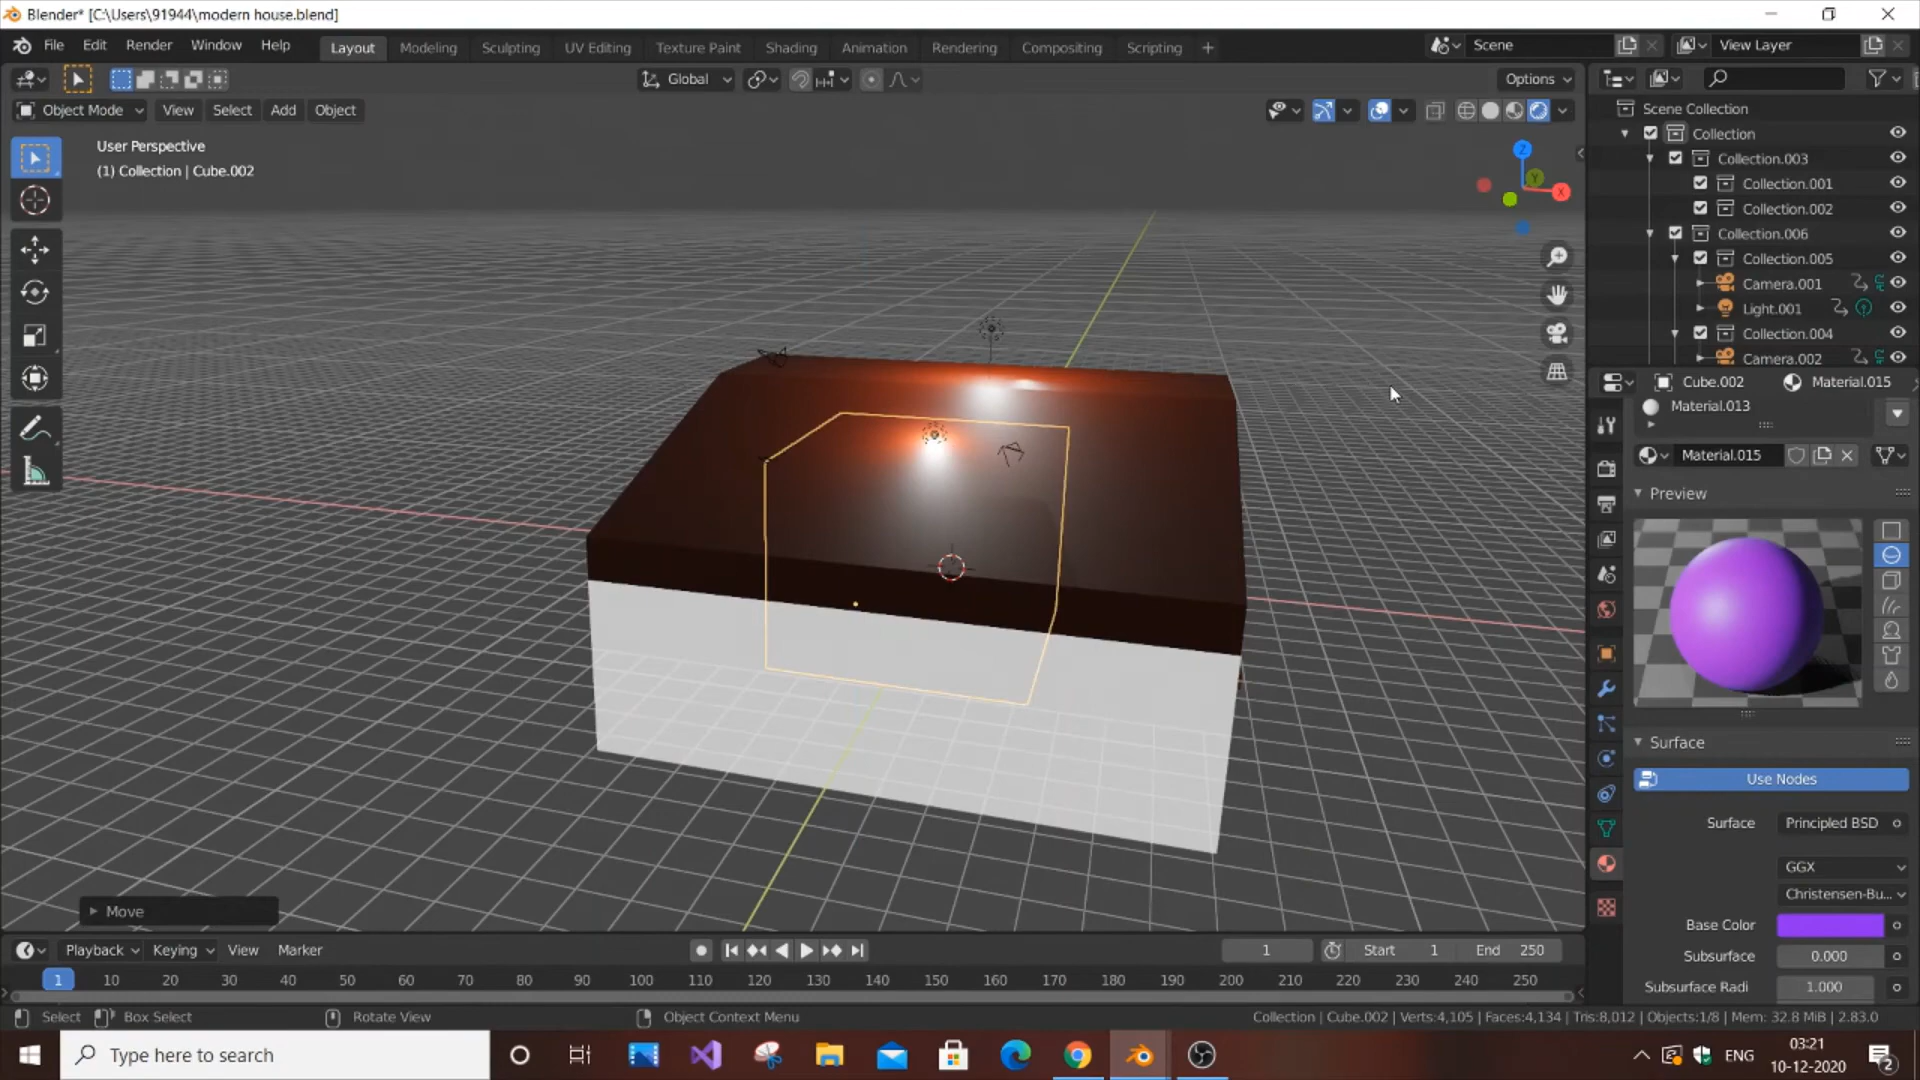 Blender* [C:\Users\91944\modern house.blend]
File Edit Render Window Help Layout Modeling Sculpting UV Editing Texture Paint Shading Animation Rendering Compositing Scripting + Scene View Layer
Global Options
Object Mode View Select Add Object
User Perspective
(1) Collection | Cube.002
Z
Y
X
Scene Collection
Collection
Collection.003
Collection.001
Collection.002
Collection.006
Collection.005
Camera.001
Light.001
Collection.004
Camera.002
Cube.002 Material.015
Material.013
Material.015
Preview
Surface
Use Nodes
Surface Principled BSD
GGX
Christensen-Bu...
Base Color
Subsurface 0.000
Subsurface Radi 1.000
Move
Playback Keying View Marker 1 Start 1 End 250
1 10 20 30 40 50 60 70 80 90 100 110 120 130 140 150 160 170 180 190 200 210 220 230 240 250
Select Box Select Rotate View Object Context Menu Collection | Cube.002 | Verts:4,105 | Faces:4,134 | Tris:8,012 | Objects:1/8 | Mem: 32.8 MiB | 2.83.0
Type here to search
ENG
03:21
10-12-2020
2